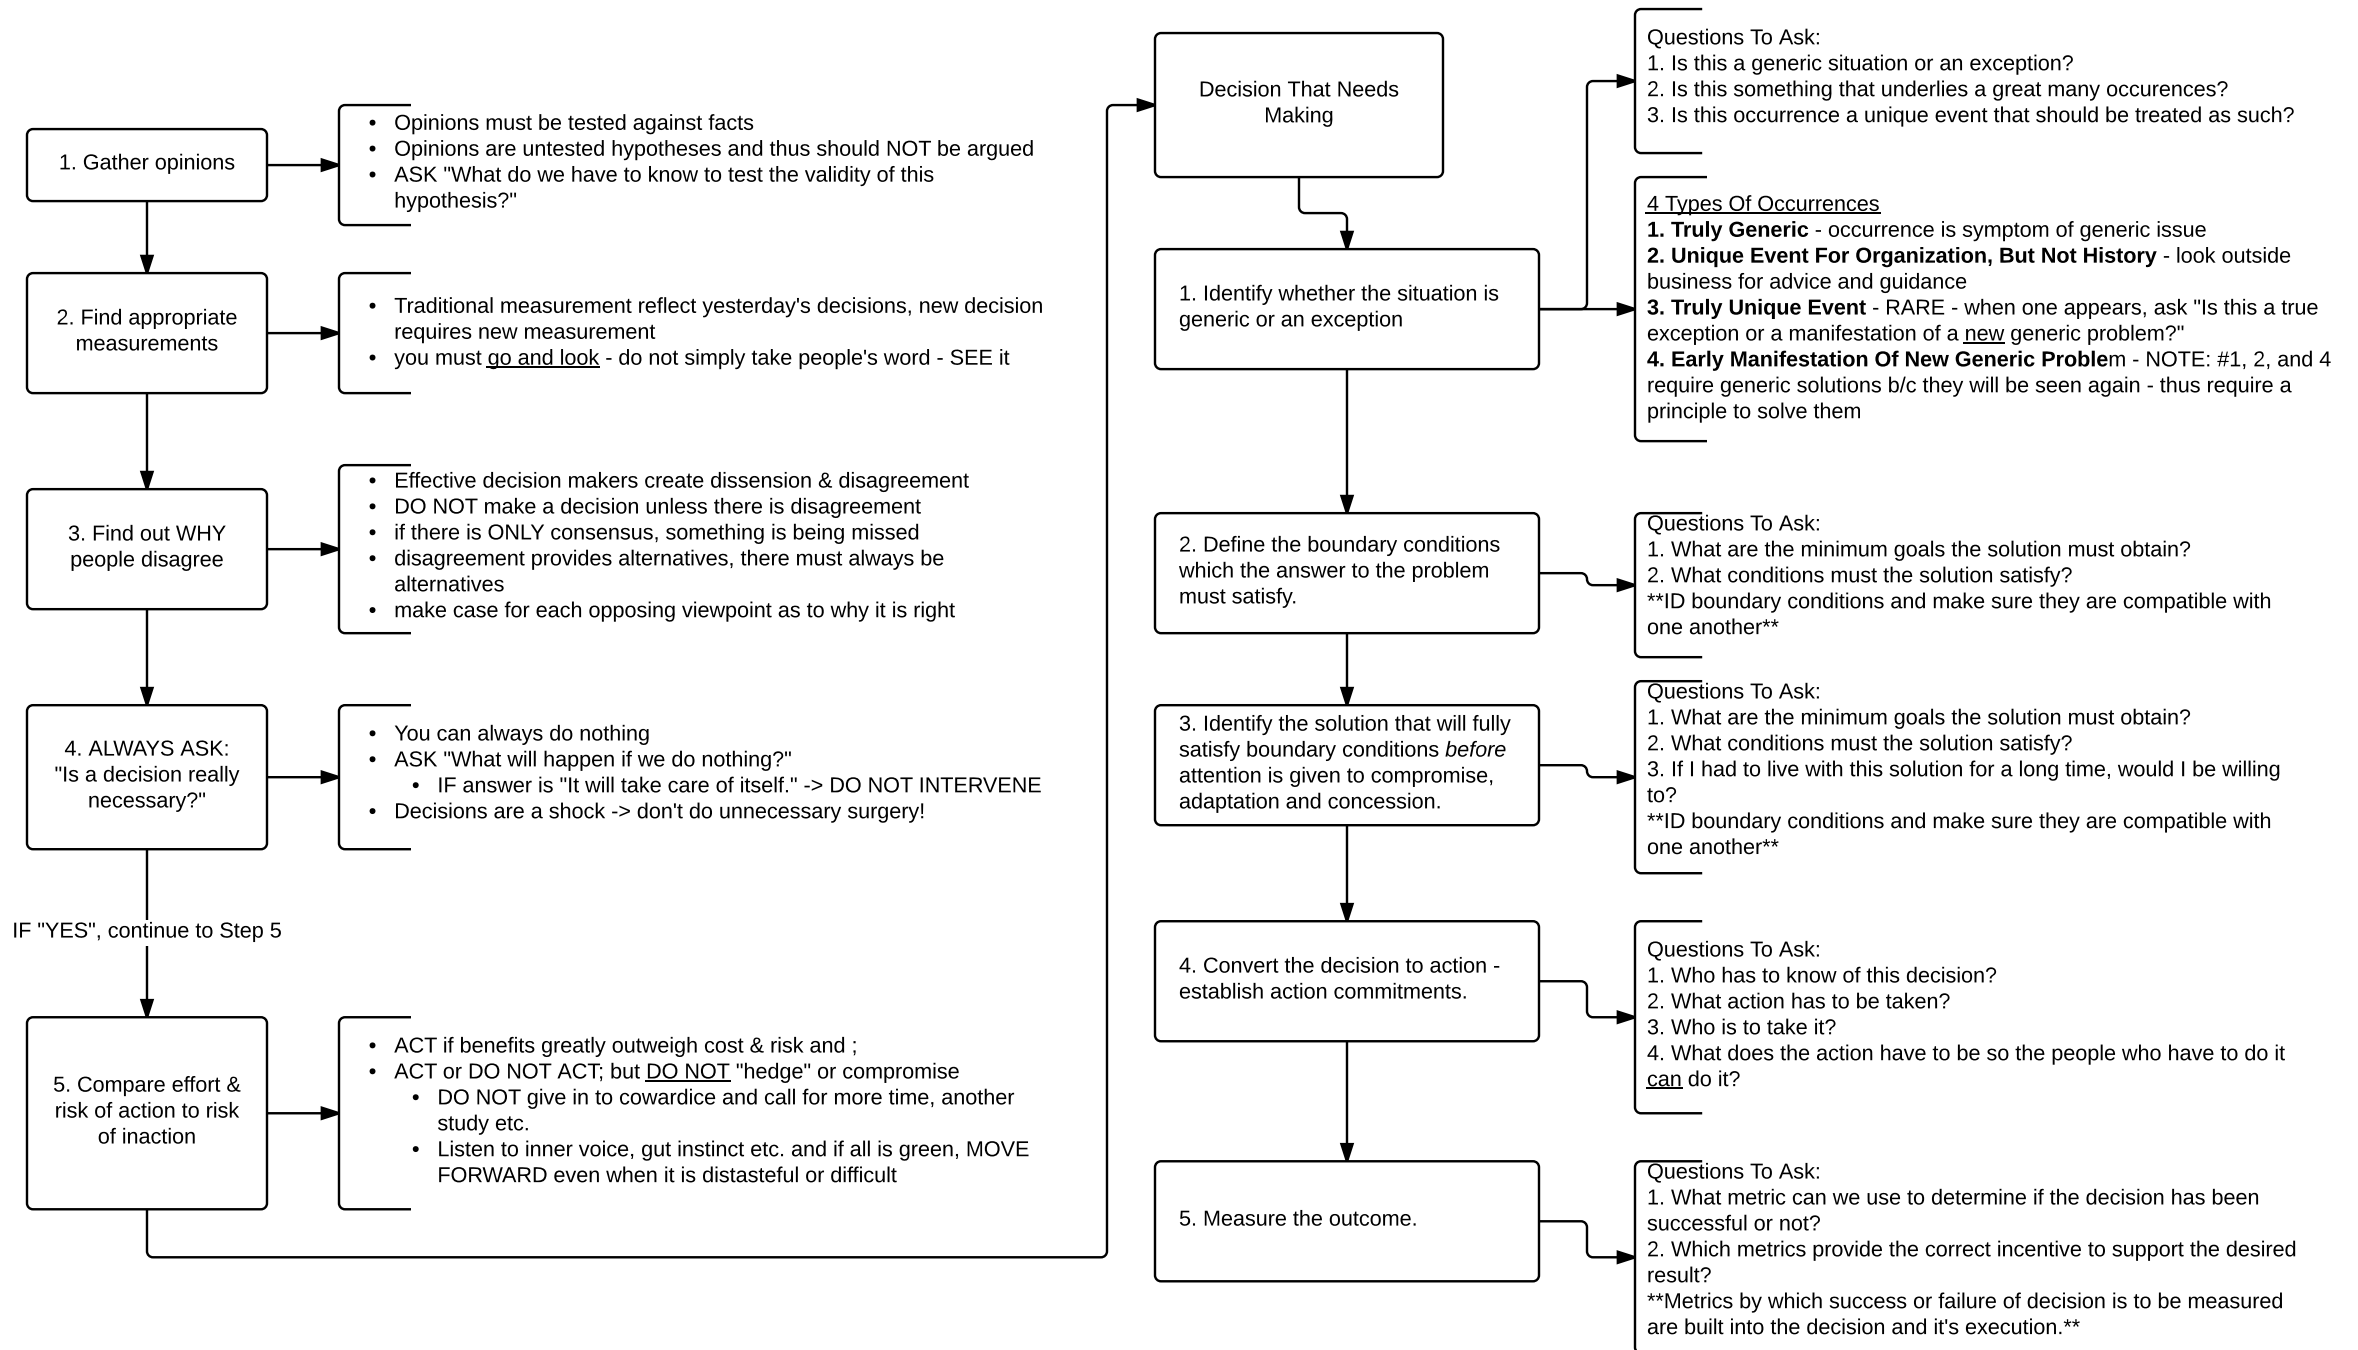 1. Gather opinions
• Opinions must be tested against facts
• Opinions are untested hypotheses and thus should NOT be argued
• ASK "What do we have to know to test the validity of this
hypothesis?"
2. Find appropriate
measurements
• Traditional measurement reflect yesterday's decisions, new decision
requires new measurement
• you must go and look - do not simply take people's word - SEE it
3. Find out WHY
people disagree
• Effective decision makers create dissension & disagreement
• DO NOT make a decision unless there is disagreement
• if there is ONLY consensus, something is being missed
• disagreement provides alternatives, there must always be
alternatives
• make case for each opposing viewpoint as to why it is right
4. ALWAYS ASK:
"Is a decision really
necessary?"
• You can always do nothing
• ASK "What will happen if we do nothing?"
• IF answer is "It will take care of itself." -> DO NOT INTERVENE
• Decisions are a shock -> don't do unnecessary surgery!
IF "YES", continue to Step 5
5. Compare effort &
risk of action to risk
of inaction
• ACT if benefits greatly outweigh cost & risk and ;
• ACT or DO NOT ACT; but DO NOT "hedge" or compromise
• DO NOT give in to cowardice and call for more time, another
study etc.
• Listen to inner voice, gut instinct etc. and if all is green, MOVE
FORWARD even when it is distasteful or difficult
Decision That Needs
Making
1. Identify whether the situation is
generic or an exception
Questions To Ask:
1. Is this a generic situation or an exception?
2. Is this something that underlies a great many occurences?
3. Is this occurrence a unique event that should be treated as such?
4 Types Of Occurrences
1. Truly Generic - occurrence is symptom of generic issue
2. Unique Event For Organization, But Not History - look outside
business for advice and guidance
3. Truly Unique Event - RARE - when one appears, ask "Is this a true
exception or a manifestation of a new generic problem?"
4. Early Manifestation Of New Generic Problem - NOTE: #1, 2, and 4
require generic solutions b/c they will be seen again - thus require a
principle to solve them
2. Define the boundary conditions
which the answer to the problem
must satisfy.
Questions To Ask:
1. What are the minimum goals the solution must obtain?
2. What conditions must the solution satisfy?
**ID boundary conditions and make sure they are compatible with
one another**
3. Identify the solution that will fully
satisfy boundary conditions before
attention is given to compromise,
adaptation and concession.
Questions To Ask:
1. What are the minimum goals the solution must obtain?
2. What conditions must the solution satisfy?
3. If I had to live with this solution for a long time, would I be willing
to?
**ID boundary conditions and make sure they are compatible with
one another**
4. Convert the decision to action -
establish action commitments.
Questions To Ask:
1. Who has to know of this decision?
2. What action has to be taken?
3. Who is to take it?
4. What does the action have to be so the people who have to do it
can do it?
5. Measure the outcome.
Questions To Ask:
1. What metric can we use to determine if the decision has been
successful or not?
2. Which metrics provide the correct incentive to support the desired
result?
**Metrics by which success or failure of decision is to be measured
are built into the decision and it's execution.**